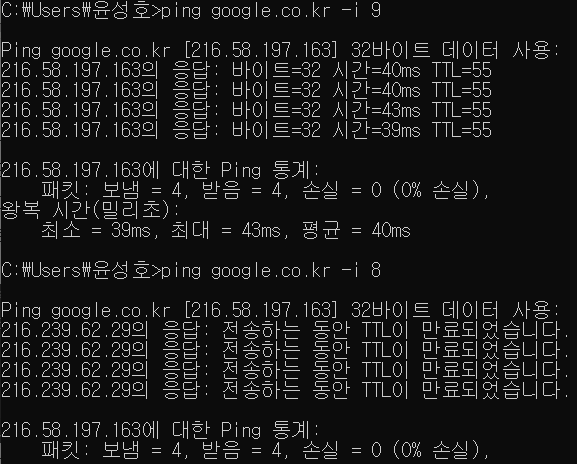 C:₩Users₩윤성호>ping google.co.kr -i 9
Ping google.co.kr [216.58.197.163] 32바이트 데이터 사용:
216.58.197.163의 응답: 바이트=32 시간=40ms TTL=55
216.58.197.163의 응답: 바이트=32 시간=40ms TTL=55
216.58.197.163의 응답: 바이트=32 시간=43ms TTL=55
216.58.197.163의 응답: 바이트=32 시간=39ms TTL=55
216.58.197.163에 대한 Ping 통계:
패킷: 보냄 = 4, 받음 = 4, 손실 = 0 (0% 손실),
왕복 시간(밀리초):
최소 = 39ms, 최대 = 43ms, 평균 = 40ms
C:₩Users₩윤성호>ping google.co.kr -i 8
Ping google.co.kr [216.58.197.163] 32바이트 데이터 사용:
216.239.62.29의 응답: 전송하는 동안 TTL이 만료되었습니다.
216.239.62.29의 응답: 전송하는 동안 TTL이 만료되었습니다.
216.239.62.29의 응답: 전송하는 동안 TTL이 만료되었습니다.
216.239.62.29의 응답: 전송하는 동안 TTL이 만료되었습니다.
216.58.197.163에 대한 Ping 통계:
패킷: 보냄 = 4, 받음 = 4, 손실 = 0 (0% 손실),